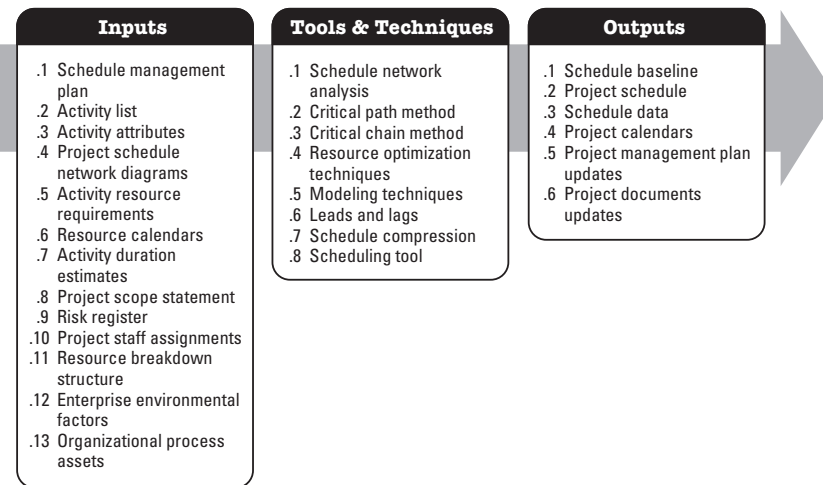 Inputs
.1 Schedule management
plan
.2 Activity list
.3 Activity attributes
.4 Project schedule
network diagrams
.5 Activity resource
requirements
.6 Resource calendars
.7 Activity duration
estimates
.8 Project scope statement
.9 Risk register
.10 Project staff assignments
.11 Resource breakdown
structure
.12 Enterprise environmental
factors
.13 Organizational process
assets
Tools & Techniques
.1 Schedule network
analysis
.2 Critical path method
.3 Critical chain method
.4 Resource optimization
techniques
.5 Modeling techniques
.6 Leads and lags
.7 Schedule compression
.8 Scheduling tool
Outputs
.1 Schedule baseline
.2 Project schedule
.3 Schedule data
.4 Project calendars
.5 Project management plan
updates
.6 Project documents
updates